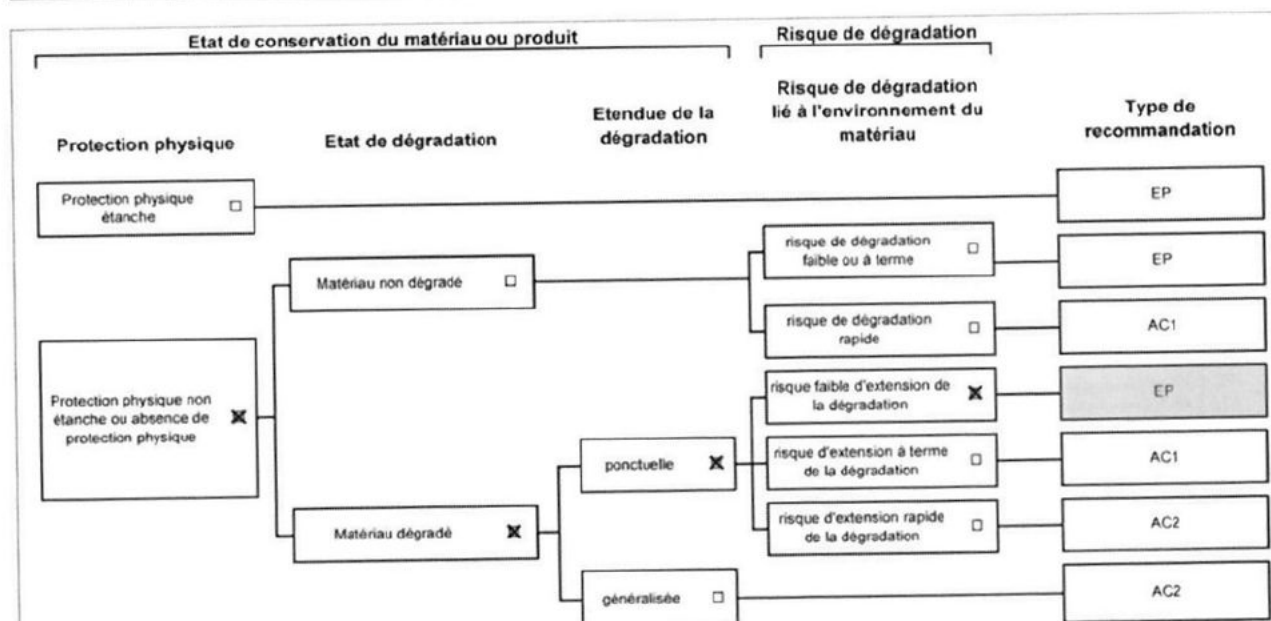 Etat de conservation du matériau ou produit
Risque de dégradation
Protection physique
Etat de dégradation
Etendue de la
dégradation
Risque de dégradation
lié à l'environnement du
matériau
Type de
recommandation
Protection physique
étanche
EP
Matériau non dégradé
risque de dégradation
faible ou à terme
EP
risque de dégradation
rapide
AC1
Protection physique non
étanche ou absence de
protection physique
Matériau dégradé
ponctuelle
risque faible d'extension de
la dégradation
EP
risque d'extension à terme
de la dégradation
AC1
risque d'extension rapide
de la dégradation
AC2
généralisée
AC2